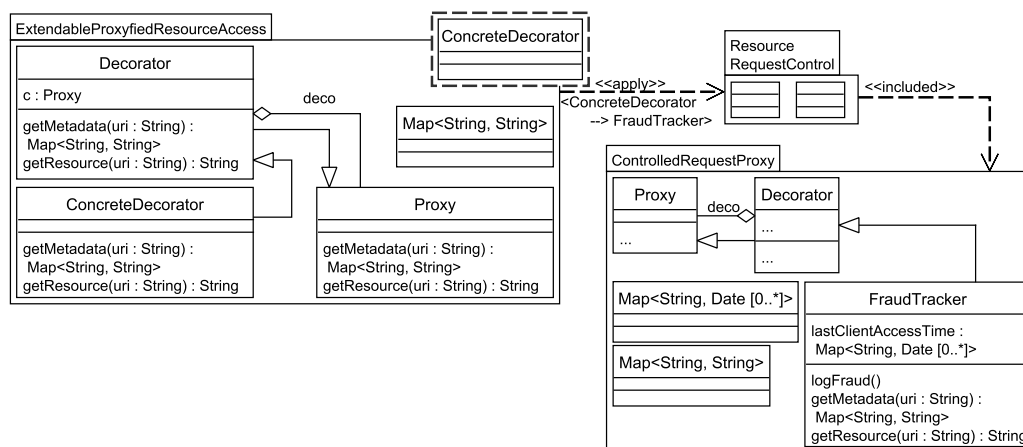 ExtendableProxyfiedResourceAccess
Decorator
c : Proxy
getMetadata(uri : String) :
Map<String, String>
getResource(uri : String) : String
deco
ConcreteDecorator
getMetadata(uri : String) :
Map<String, String>
getResource(uri : String) : String
Map<String, String>
Proxy
getMetadata(uri : String) :
Map<String, String>
getResource(uri : String) : String
ConcreteDecorator
<<apply>>
<ConcreteDecorator
--> FraudTracker>
Resource
RequestControl
<<included>>
ControlledRequestProxy
Proxy
...
deco
Decorator
...
...
Map<String, Date [0..*]>
Map<String, String>
FraudTracker
lastClientAccessTime :
Map<String, Date [0..*]>
logFraud()
getMetadata(uri : String) :
Map<String, String>
getResource(uri : String) : String